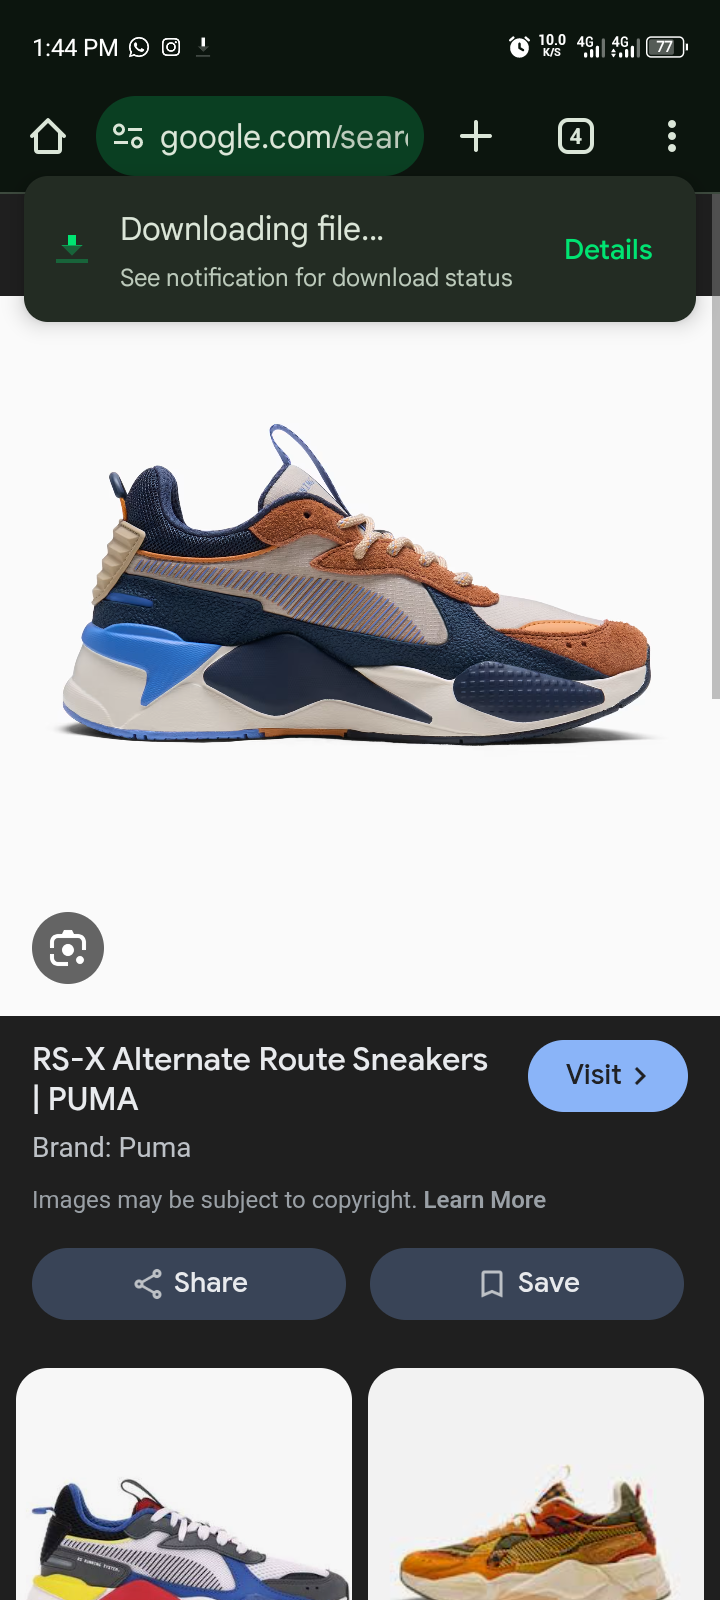 1:44 PM
10.0 K/S 4G 4G 77
google.com/sear
4
Downloading file...
See notification for download status
Details
RS-X Alternate Route Sneakers
| PUMA
Visit
Brand: Puma
Images may be subject to copyright. Learn More
Share
Save